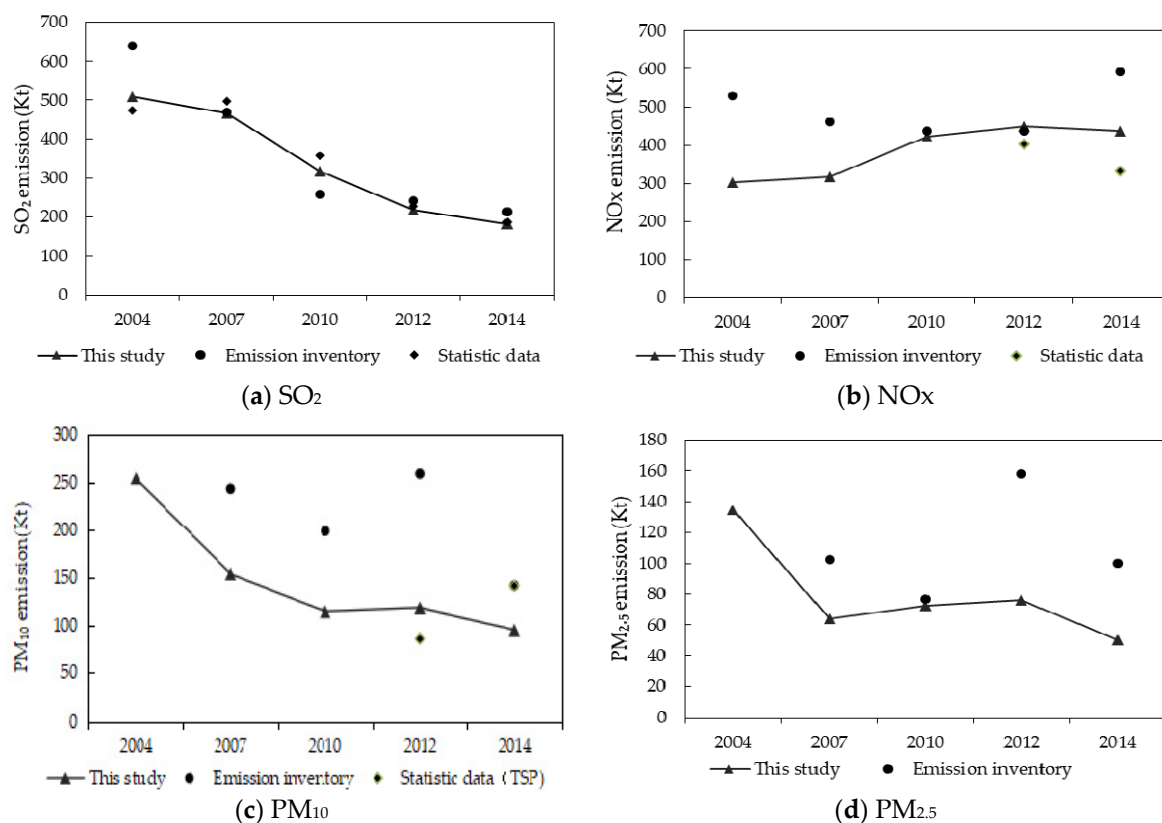 700
600
500
400
300
200
100
0
SO2 emission (Kt)
2004 2007 2010 2012 2014
This study Emission inventory Statistic data
(a) SO2
700
600
500
400
300
200
100
0
NOx emission (Kt)
2004 2007 2010 2012 2014
This study Emission inventory Statistic data
(b) NOx
300
250
200
150
100
50
0
PM10 emission(Kt)
2004 2007 2010 2012 2014
This study Emission inventory Statistic data (TSP)
(c) PM10
180
160
140
120
100
80
60
40
20
0
PM2.5 emission (Kt)
2004 2007 2010 2012 2014
This study Emission inventory
(d) PM2.5